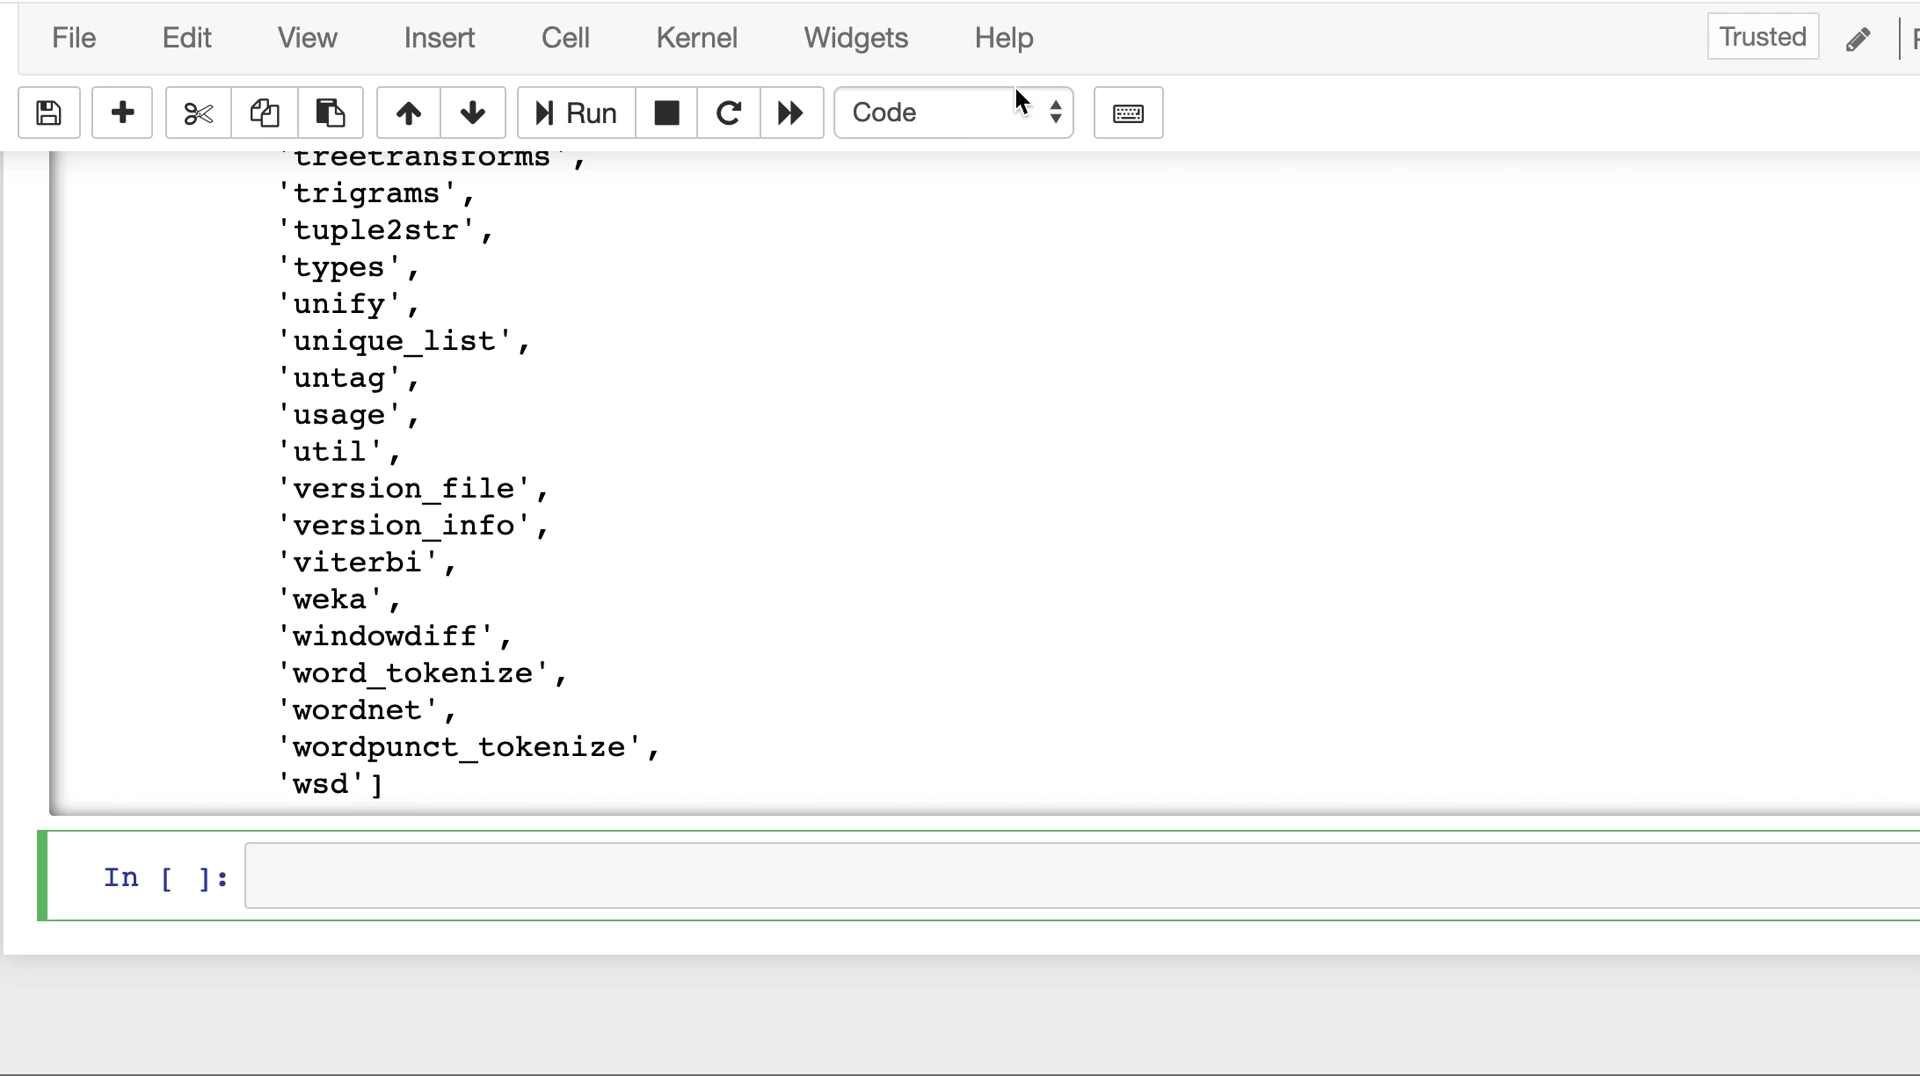 File Edit View Insert Cell Kernel Widgets Help Trusted
Run Code
'treetransforms',
'trigrams',
'tuple2str',
'types',
'unify',
'unique_list',
'untag',
'usage',
'util',
'version_file',
'version_info',
'viterbi',
'weka',
'windowdiff',
'word_tokenize',
'wordnet',
'wordpunct_tokenize',
'wsd']
In [ ]: